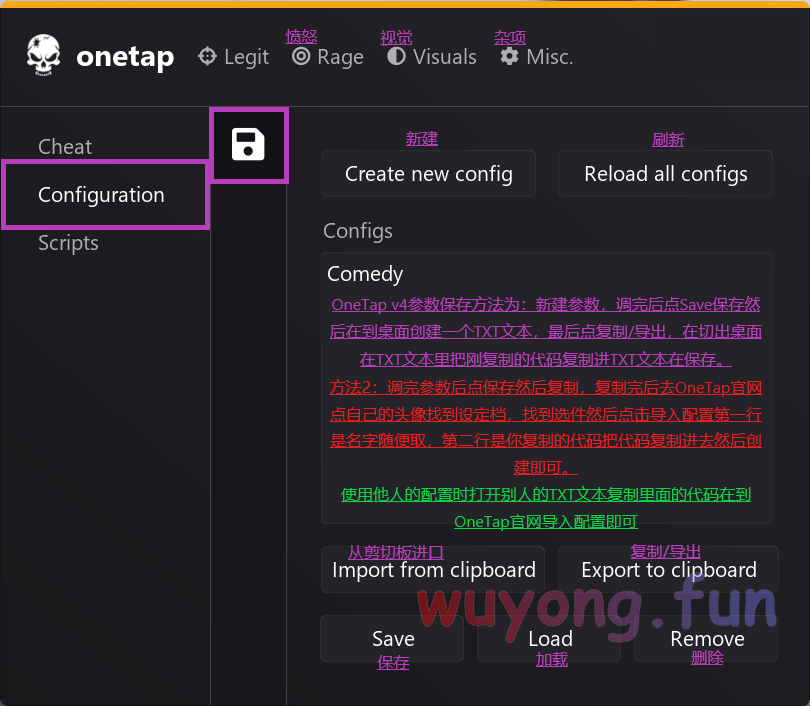 愤怒 视觉 杂项
onetap Legit Rage Visuals Misc.
Cheat
Configuration
Scripts
新建 刷新
Create new config Reload all configs
Configs
Comedy
OneTap v4参数保存方法为：新建参数，调完后点Save保存然
后在到桌面创建一个TXT文本，最后点复制/导出，在切出桌面
在TXT文本里把刚复制的代码复制进TXT文本在保存。
方法2：调完参数后点保存然后复制，复制完后去OneTap官网
点自己的头像找到设定档，找到选件然后点击导入配置第一行
是名字随便取，第二行是你复制的代码把代码复制进去然后创
建即可。
使用他人的配置时打开别人的TXT文本复制里面的代码在到
OneTap官网导入配置即可
从剪切板进口 复制/导出
Import from clipboard Export to clipboard
wuyong.fun
Save Load Remove
保存 加载 删除